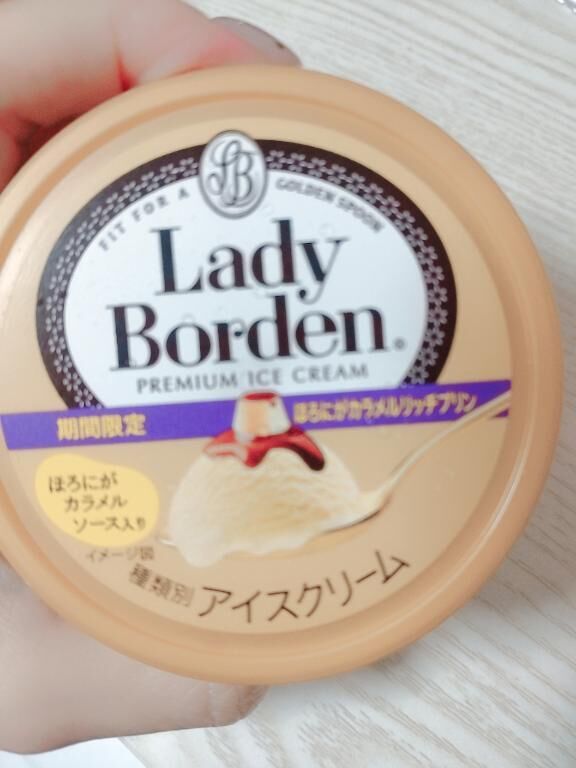 LB
FIT FOR A GOLDEN SPOON
Lady
Borden®
PREMIUM ICE CREAM
期間限定
ほろにがカラメルリッチプリン
ほろにが
カラメル
ソース入り
イメージ図
種類別 アイスクリーム